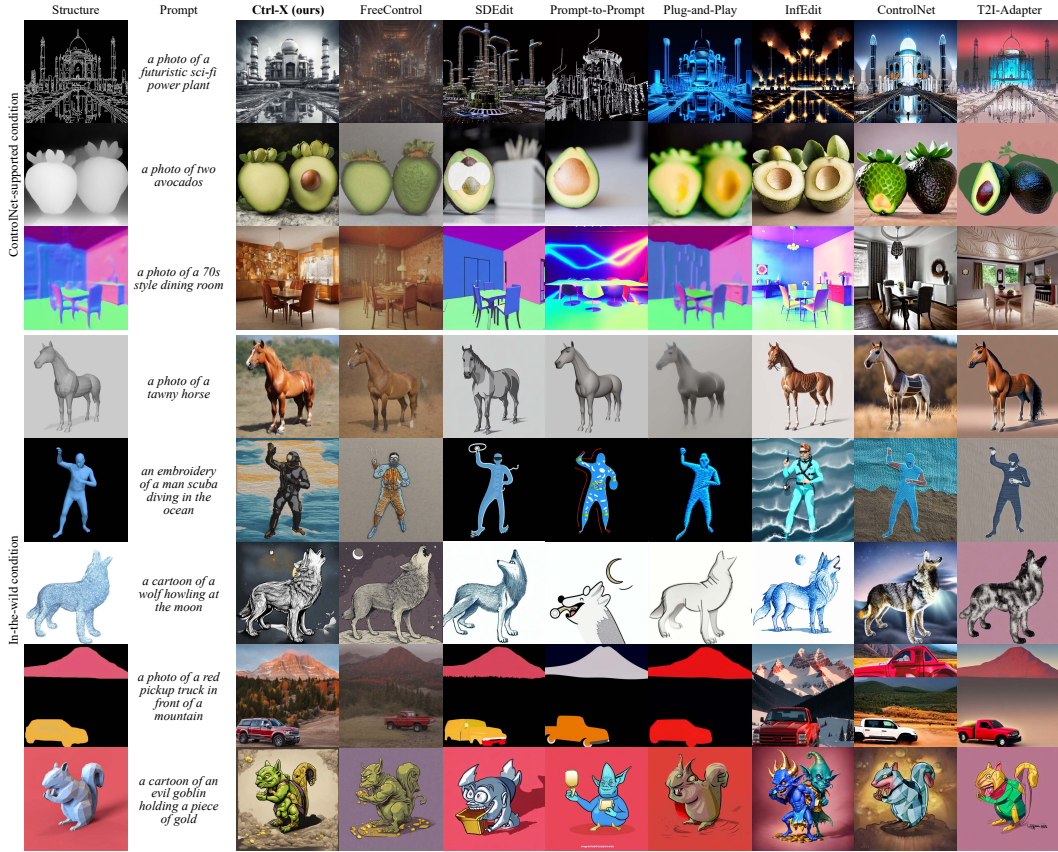 Structure
Prompt
Ctrl-X (ours)
FreeControl
SDEdit
Prompt-to-Prompt
Plug-and-Play
InfEdit
ControlNet
T2I-Adapter
ControlNet-supported condition
a photo of a
futuristic sci-fi
power plant
a photo of two
avocados
a photo of a 70s
style dining room
In-the-wild condition
a photo of a
tawny horse
an embroidery
of a man scuba
diving in the
ocean
a cartoon of a
wolf howling at
the moon
a photo of a red
pickup truck in
front of a
mountain
a cartoon of an
evil goblin
holding a piece
of gold